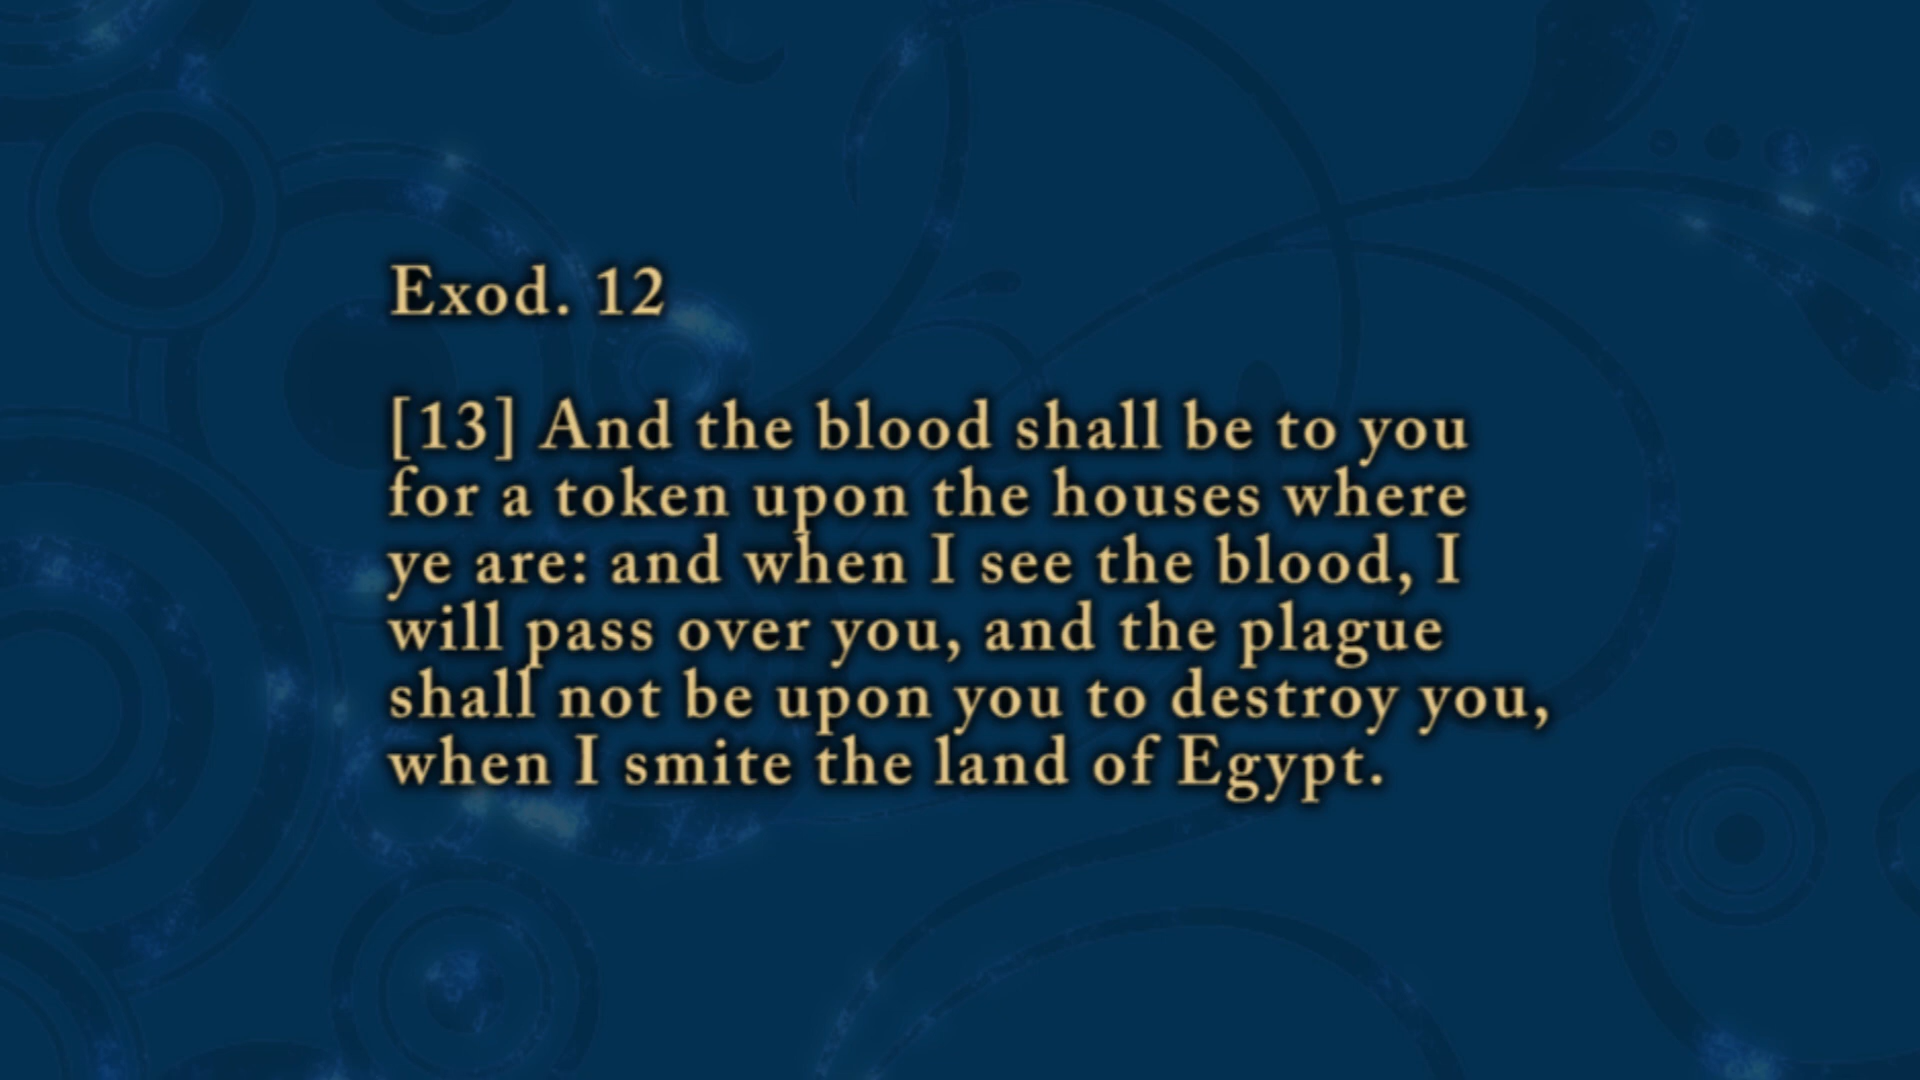 Exod. 12
[13] And the blood shall be to you
for a token upon the houses where
ye are: and when I see the blood, I
will pass over you, and the plague
shall not be upon you to destroy you,
when I smite the land of Egypt.